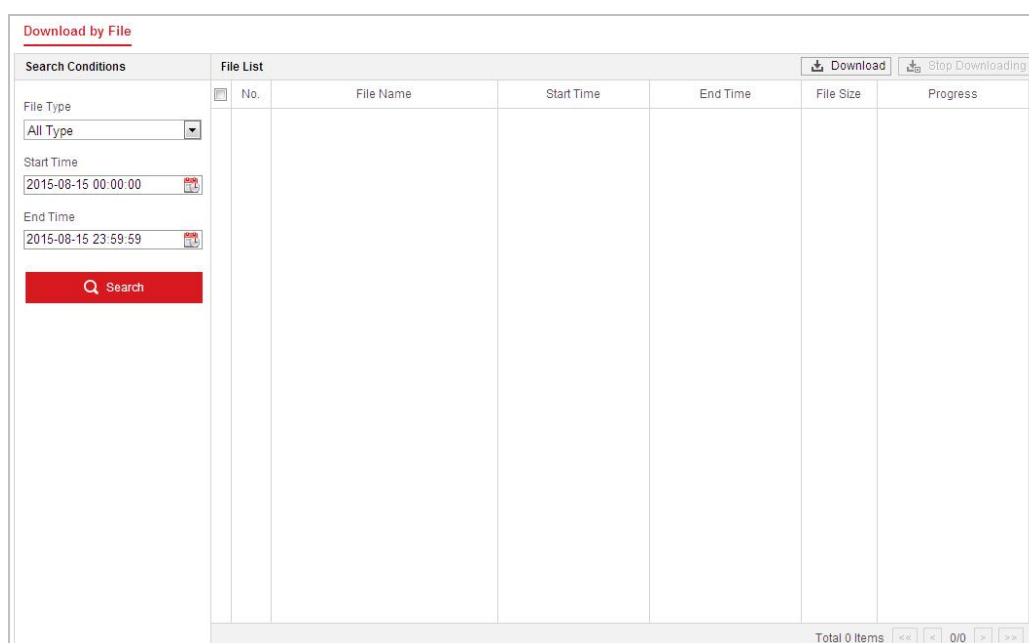 Download by File
Search Conditions
File Type
All Type
Start Time
2015-08-15 00:00:00
End Time
2015-08-15 23:59:59
Search
File List
Download
Stop Downloading
No. File Name Start Time End Time File Size Progress
Total 0 Items << < 0/0 > >>